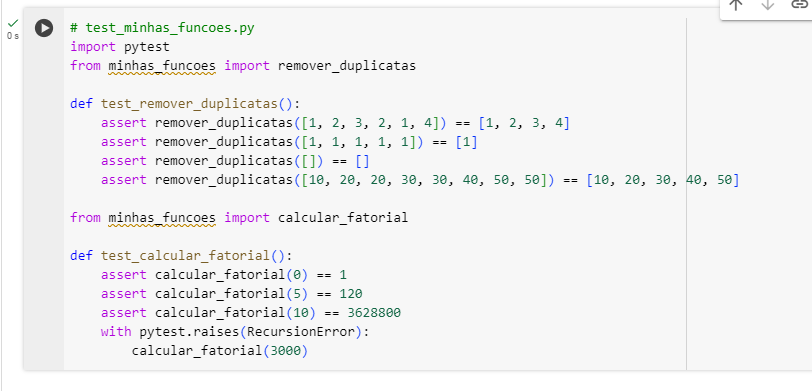 # test_minhas_funcoes.py
0 s
import pytest
from minhas_funcoes import remover_duplicatas
def test_remover_duplicatas():
    assert remover_duplicatas([1, 2, 3, 2, 1, 4]) == [1, 2, 3, 4]
    assert remover_duplicatas([1, 1, 1, 1, 1]) == [1]
    assert remover_duplicatas([]) == []
    assert remover_duplicatas([10, 20, 20, 30, 30, 40, 50, 50]) == [10, 20, 30, 40, 50]
from minhas_funcoes import calcular_fatorial
def test_calcular_fatorial():
    assert calcular_fatorial(0) == 1
    assert calcular_fatorial(5) == 120
    assert calcular_fatorial(10) == 3628800
    with pytest.raises(RecursionError):
        calcular_fatorial(3000)